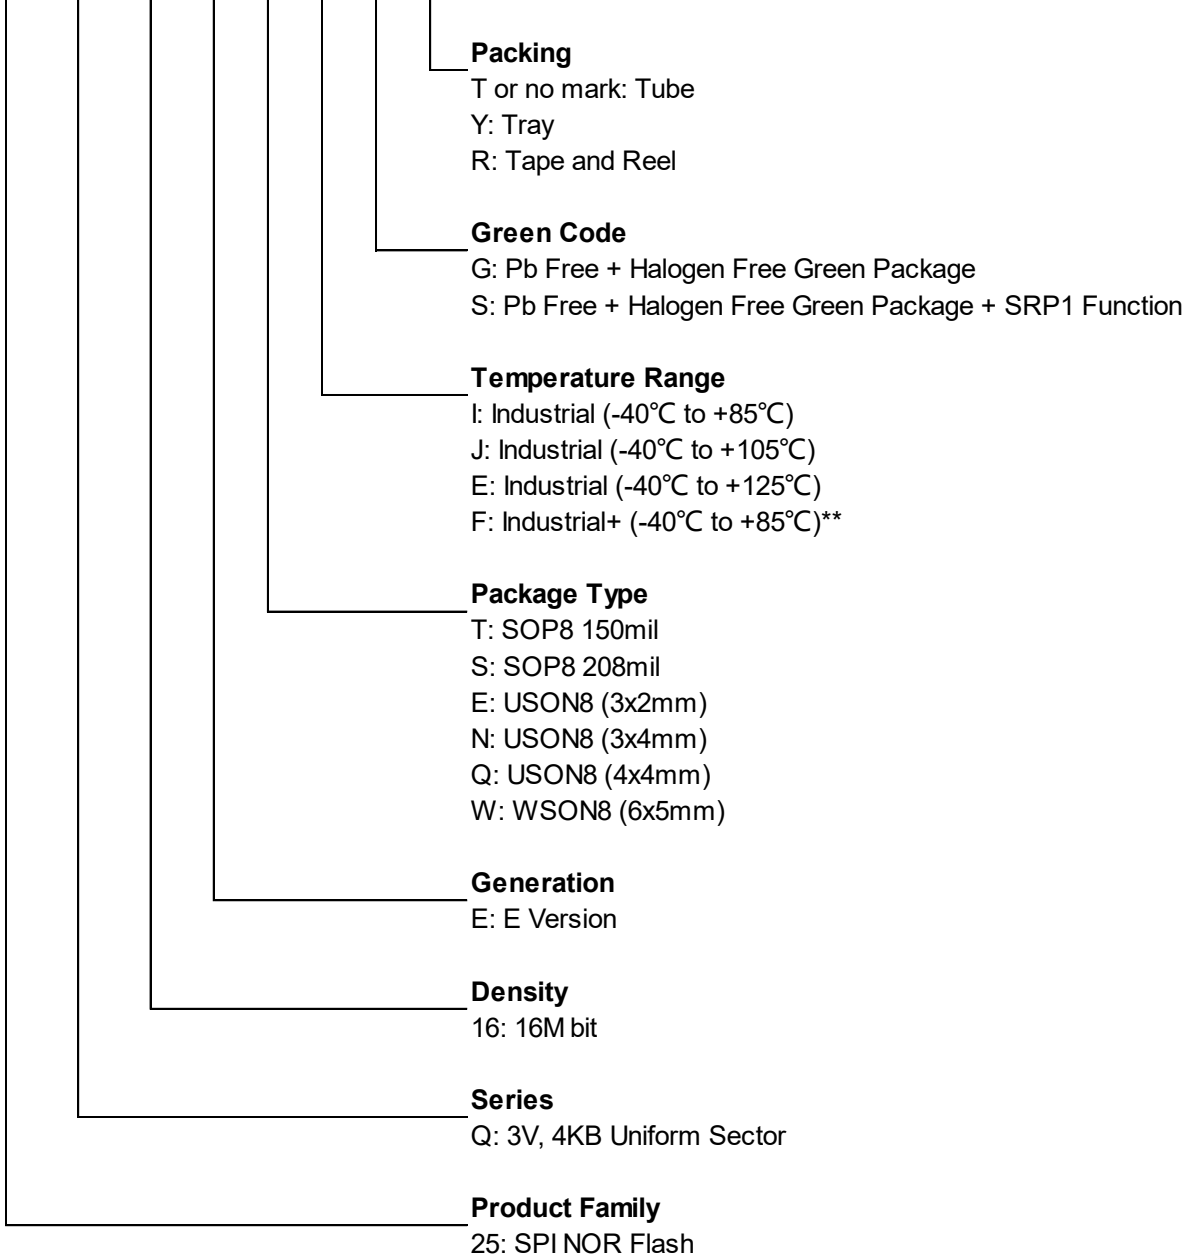 Packing
T or no mark: Tube
Y: Tray
R: Tape and Reel
Green Code
G: Pb Free + Halogen Free Green Package
S: Pb Free + Halogen Free Green Package + SRP1 Function
Temperature Range
I: Industrial (-40℃ to +85℃)
J: Industrial (-40℃ to +105℃)
E: Industrial (-40℃ to +125℃)
F: Industrial+ (-40℃ to +85℃)**
Package Type
T: SOP8 150mil
S: SOP8 208mil
E: USON8 (3x2mm)
N: USON8 (3x4mm)
Q: USON8 (4x4mm)
W: WSON8 (6x5mm)
Generation
E: E Version
Density
16: 16M bit
Series
Q: 3V, 4KB Uniform Sector
Product Family
25: SPI NOR Flash